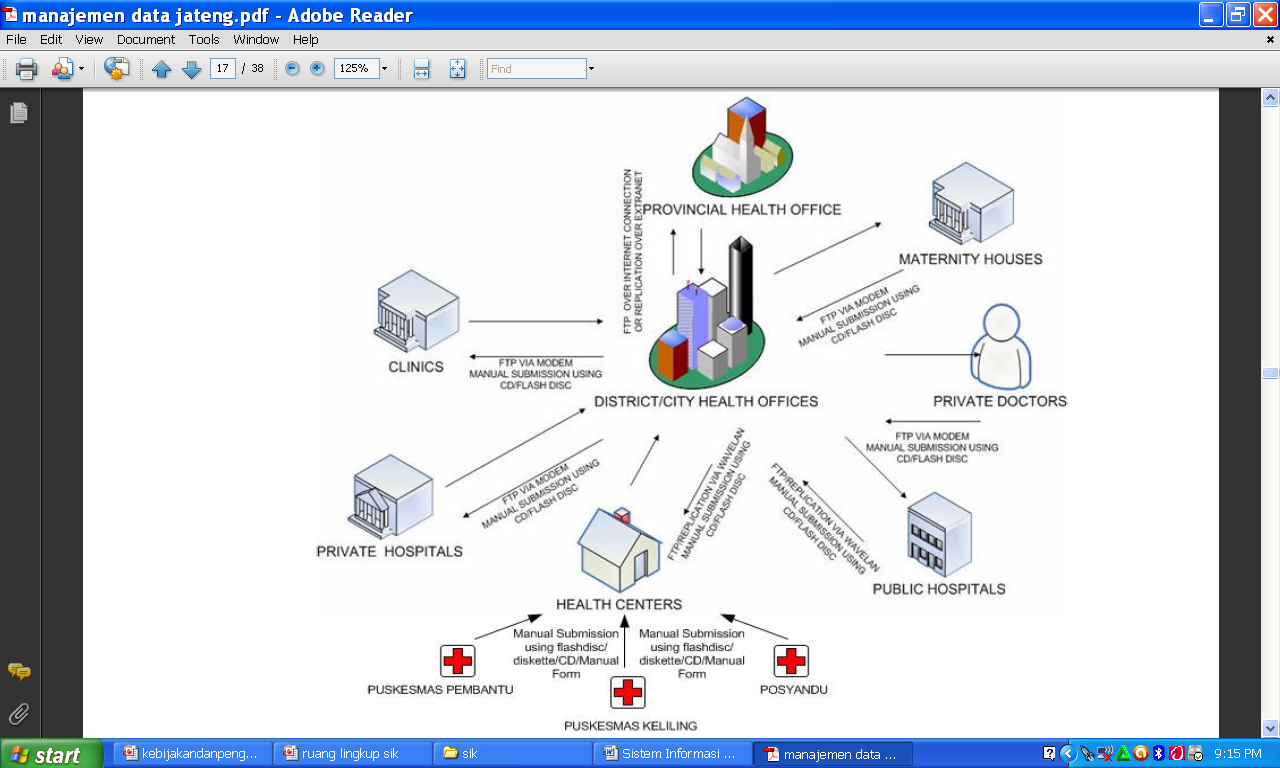 manajemen data jateng.pdf - Adobe Reader
File Edit View Document Tools Window Help
17 / 38 125% Find
PROVINCIAL HEALTH OFFICE
FTP OVER INTERNET CONNECTION
OR REPLICATION OVER EXTRANET
MATERNITY HOUSES
FTP VIA MODEM
MANUAL SUBMISSION USING
CD/FLASH DISC
CLINICS
FTP VIA MODEM
MANUAL SUBMISSION USING
CD/FLASH DISC
DISTRICT/CITY HEALTH OFFICES
PRIVATE DOCTORS
FTP VIA MODEM
MANUAL SUBMISSION USING
CD/FLASH DISC
PRIVATE HOSPITALS
FTP VIA MODEM
MANUAL SUBMISSION USING
CD/FLASH DISC
FTP/REPLICATION VIA WAVELAN
MANUAL SUBMISSION USING
CD/FLASH DISC
FTP/REPLICATION VIA WAVELAN
MANUAL SUBMISSION USING
CD/FLASH DISC
PUBLIC HOSPITALS
HEALTH CENTERS
Manual Submission
using flashdisc/
diskette/CD/Manual
Form
Manual Submission
using flashdisc/
diskette/CD/Manual
Form
PUSKESMAS PEMBANTU
POSYANDU
PUSKESMAS KELILING
start kebijakandanpeng... ruang lingkup sik sik Sistem Informasi ... manajemen data ... 9:15 PM